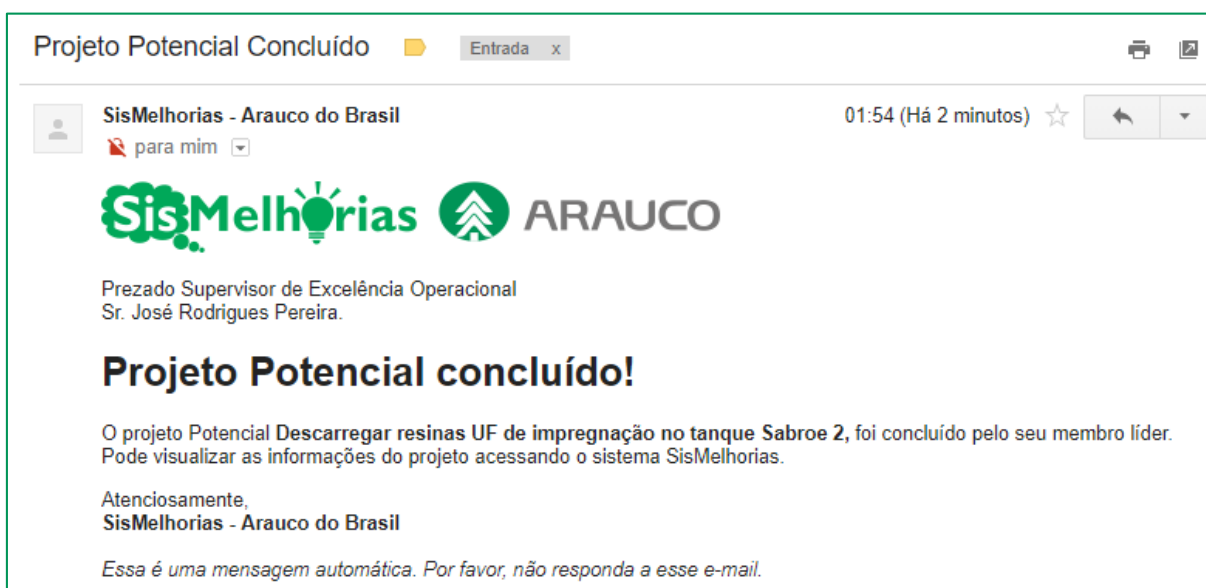 Projeto Potencial Concluído
Entrada x
SisMelhorias - Arauco do Brasil
01:54 (Há 2 minutos)
para mim
SisMelhorias ARAUCO
Prezado Supervisor de Excelência Operacional
Sr. José Rodrigues Pereira.
Projeto Potencial concluído!
O projeto Potencial Descarregar resinas UF de impregnação no tanque Sabroe 2, foi concluído pelo seu membro líder.
Pode visualizar as informações do projeto acessando o sistema SisMelhorias.
Atenciosamente,
SisMelhorias - Arauco do Brasil
Essa é uma mensagem automática. Por favor, não responda a esse e-mail.